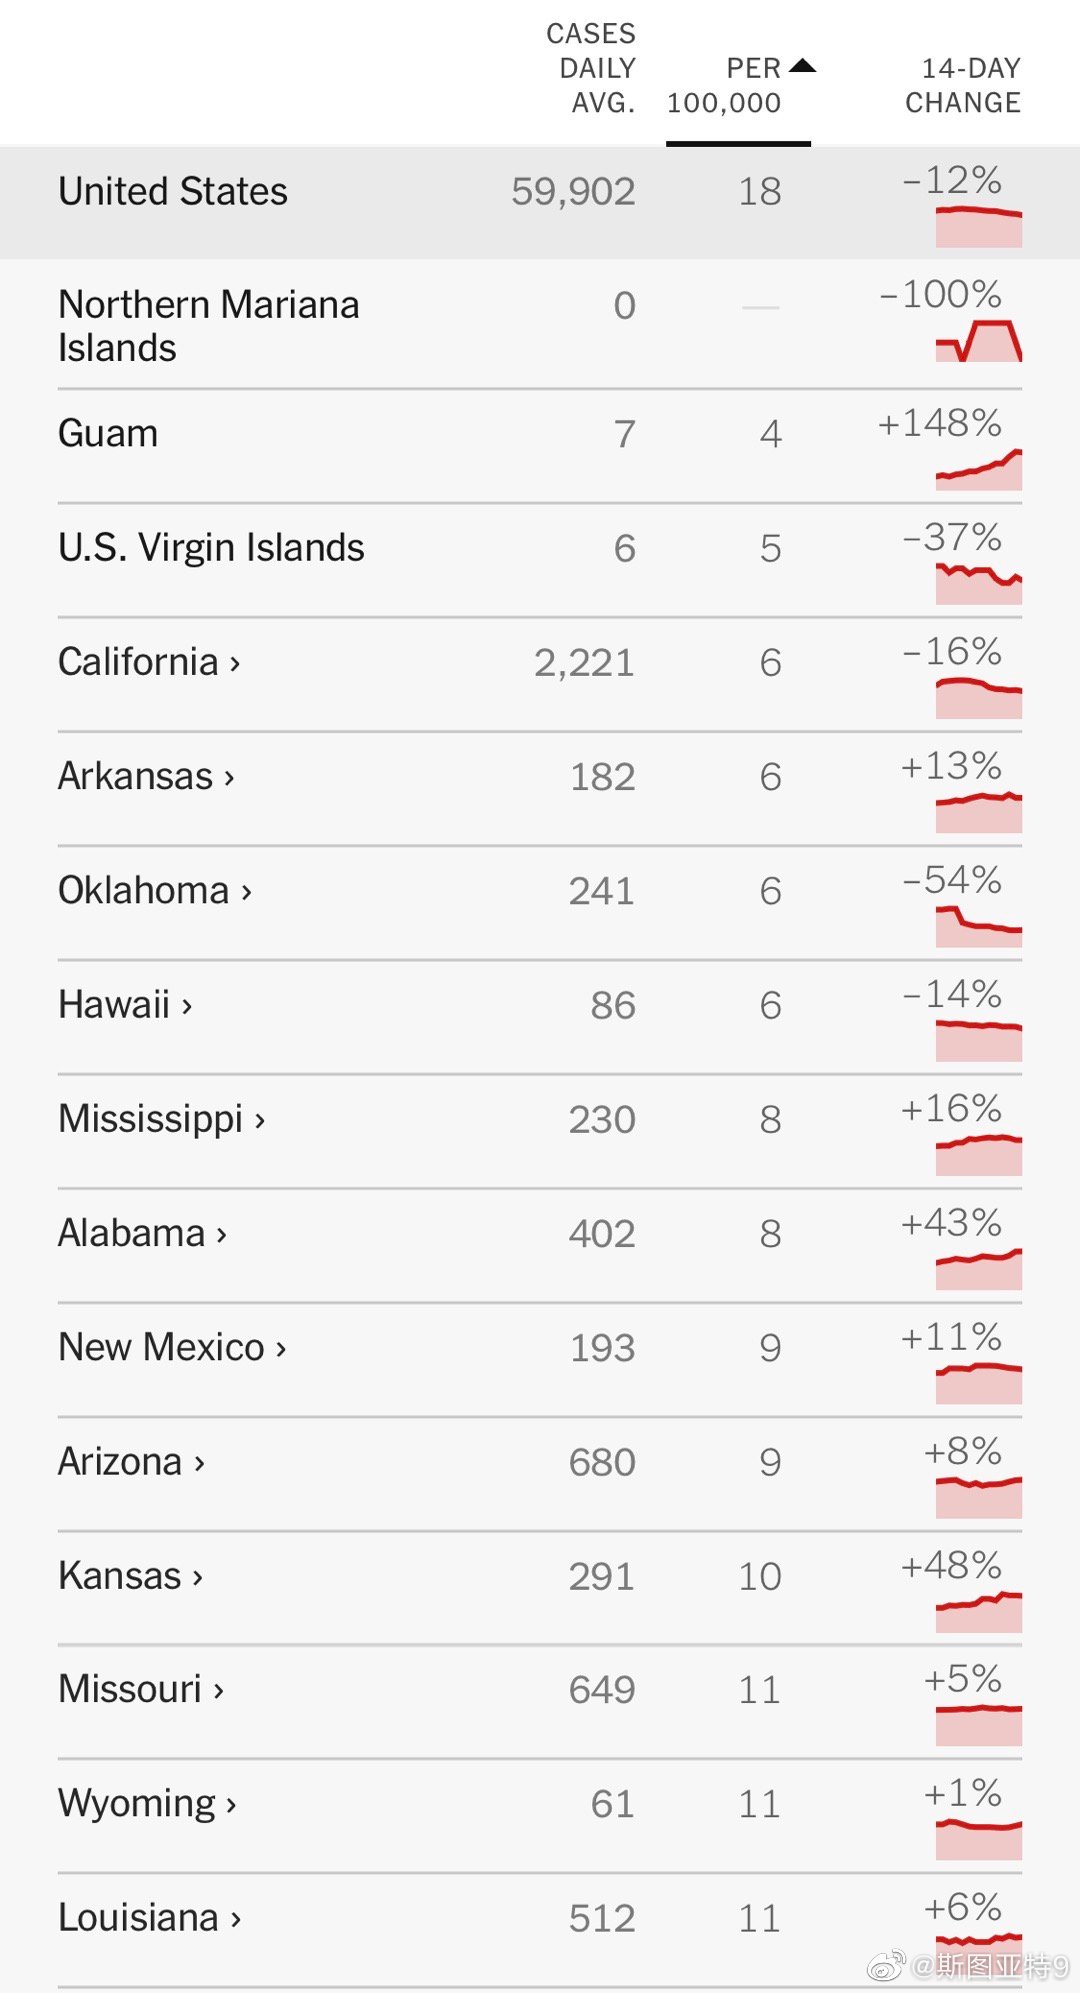 CASES
DAILY
AVG.
PER ▲
100,000
14-DAY
CHANGE
United States 59,902 18 −12%
Northern Mariana
Islands 0 — −100%
Guam 7 4 +148%
U.S. Virgin Islands 6 5 −37%
California › 2,221 6 −16%
Arkansas › 182 6 +13%
Oklahoma › 241 6 −54%
Hawaii › 86 6 −14%
Mississippi › 230 8 +16%
Alabama › 402 8 +43%
New Mexico › 193 9 +11%
Arizona › 680 9 +8%
Kansas › 291 10 +48%
Missouri › 649 11 +5%
Wyoming › 61 11 +1%
Louisiana › 512 11 +6%
@斯图亚特9